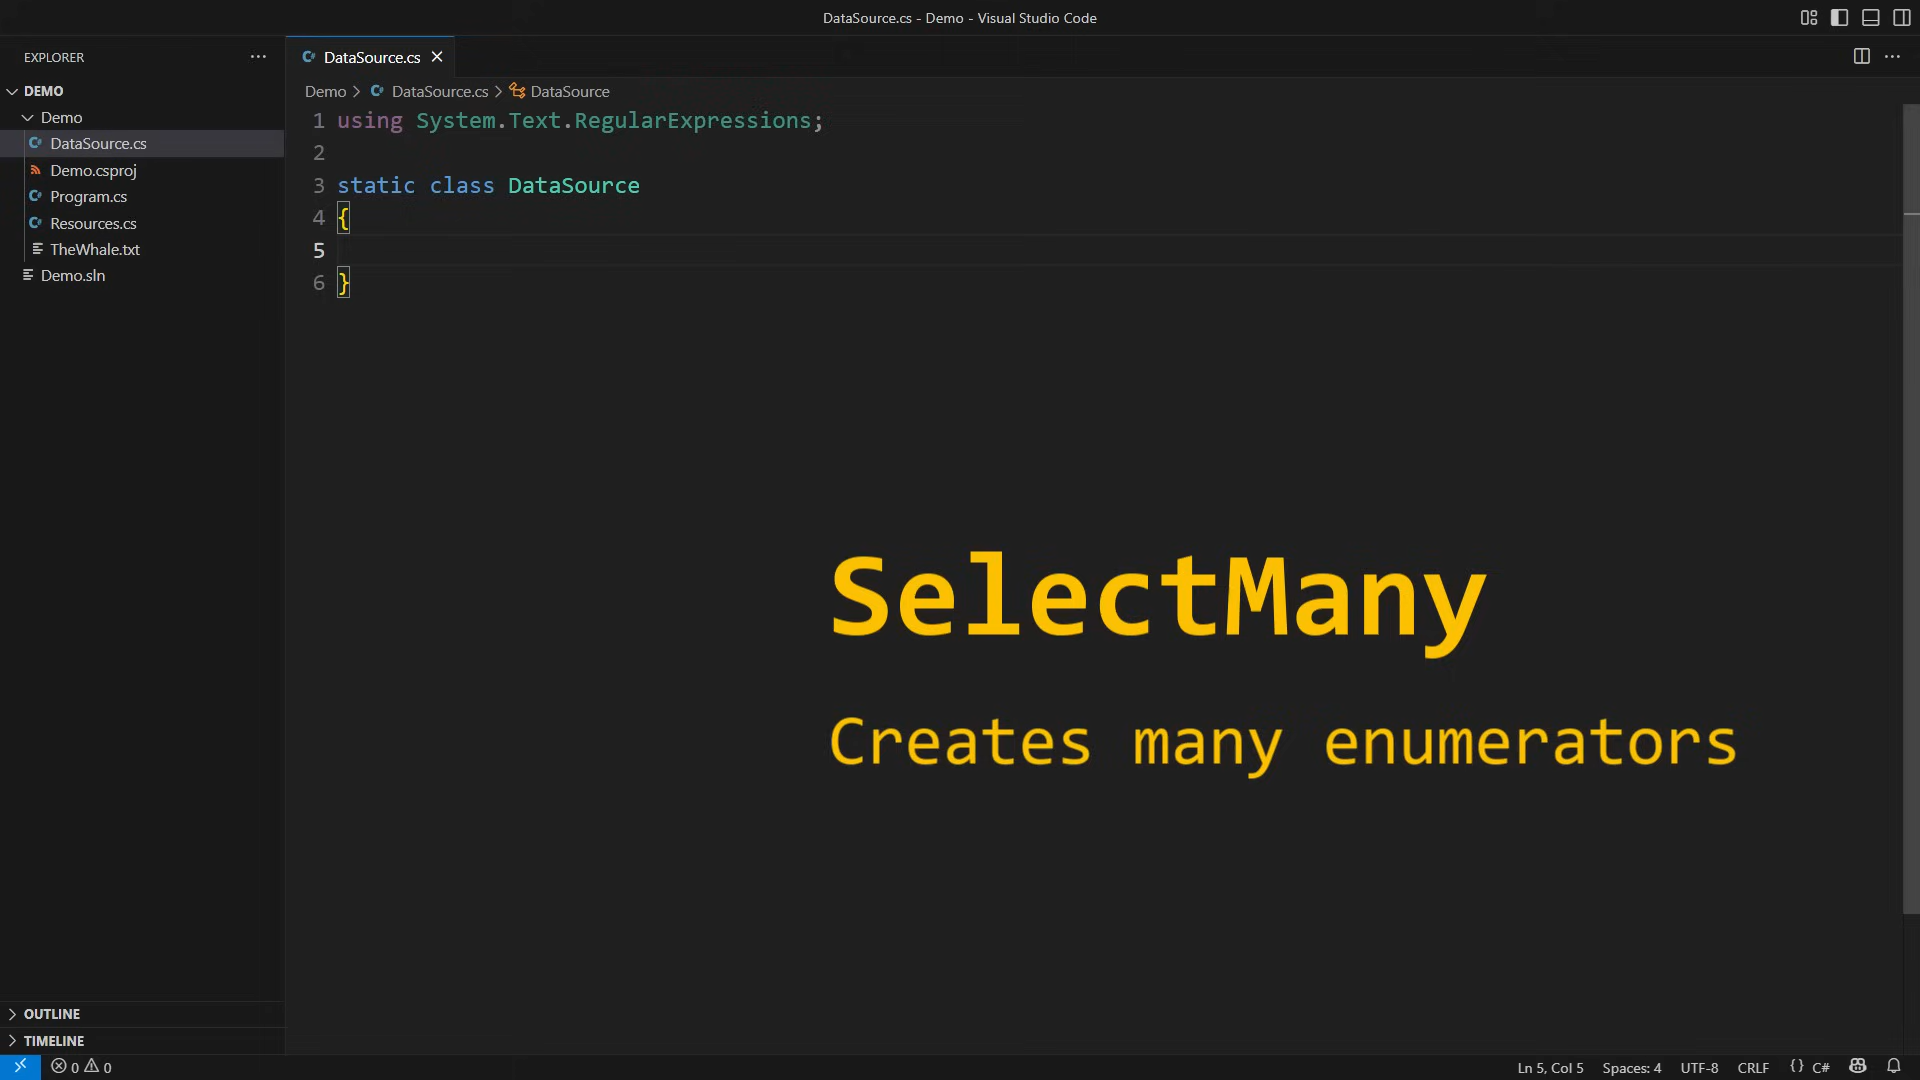 DataSource.cs - Demo - Visual Studio Code
EXPLORER
DEMO
Demo
DataSource.cs
Demo.csproj
Program.cs
Resources.cs
TheWhale.txt
Demo.sln
OUTLINE
TIMELINE
DataSource.cs
Demo > DataSource.cs > DataSource
1 using System.Text.RegularExpressions;
2
3 static class DataSource
4 {
5
6 }
SelectMany
Creates many enumerators
0 0
Ln 5, Col 5 Spaces: 4 UTF-8 CRLF {} C#